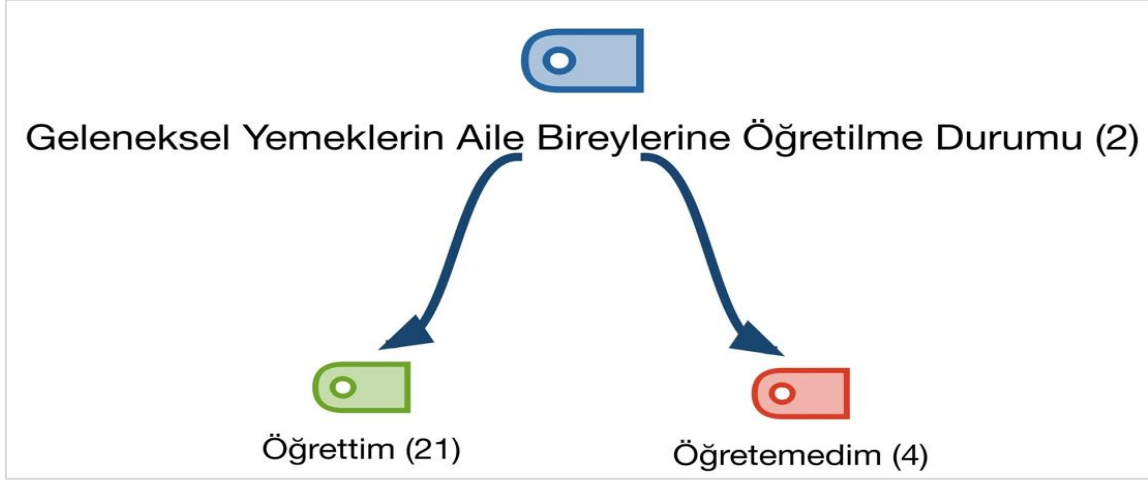 Geleneksel Yemeklerin Aile Bireylerine Öğretilme Durumu (2)
Öğrettim (21)
Öğretemedim (4)